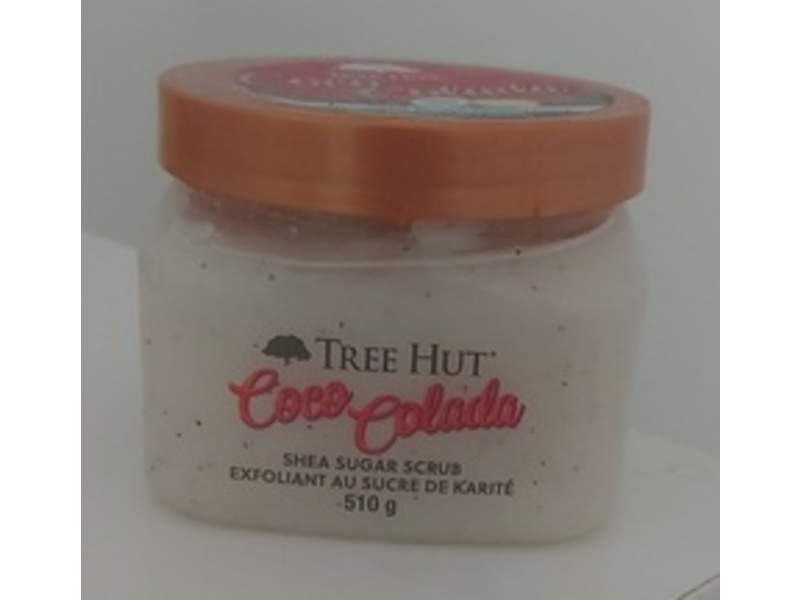 TREE HUT
Coco Colada
SHEA SUGAR SCRUB
EXFOLIANT AU SUCRE DE KARITÉ
510 g